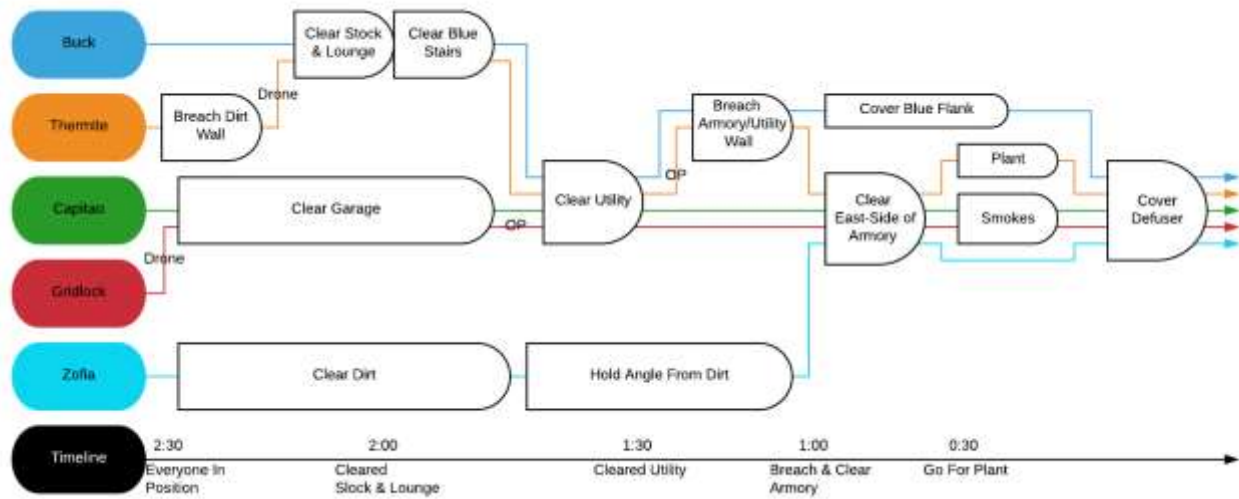 Buck
Clear Stock
& Lounge
Clear Blue
Stairs
Drone
Thermite
Breach Dirt
Wall
Breach
Armory/Utility
Wall
Cover Blue Flank
Plant
OP
Capitao
Clear Garage
Clear Utility
Clear
East-Side of
Armory
Smokes
Cover
Defuser
OP
Drone
Gridlock
Zofia
Clear Dirt
Hold Angle From Dirt
Timeline
2:30
Everyone In
Position
2:00
Cleared
Stock & Lounge
1:30
Cleared Utility
1:00
Breach & Clear
Armory
0:30
Go For Plant